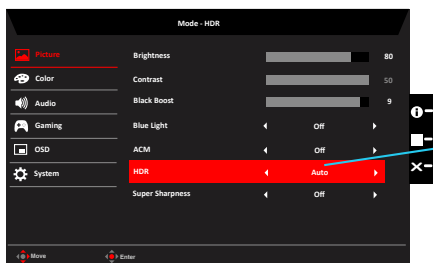 Mode - HDR
Picture
Color
Audio
Gaming
OSD
System
Brightness 80
Contrast 50
Black Boost 9
Blue Light Off
ACM Off
HDR Auto
Super Sharpness Off
Move Enter